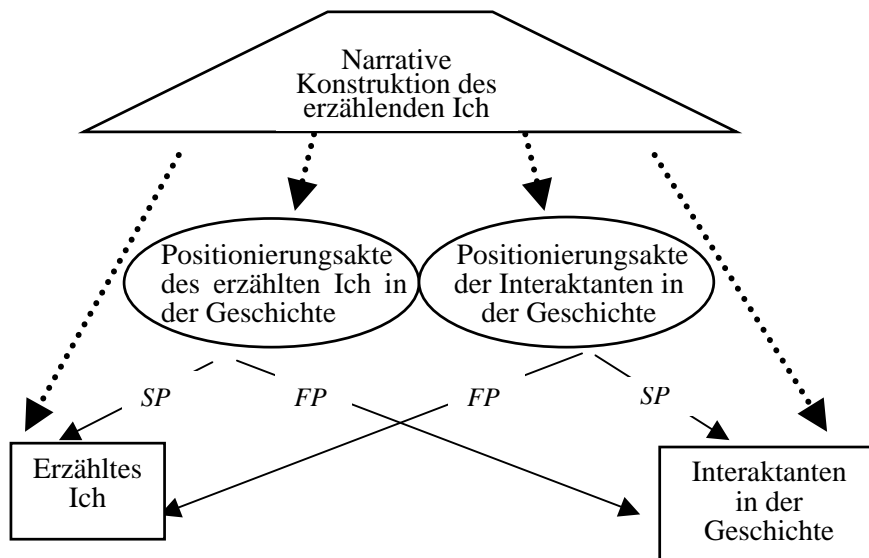 Narrative
Konstruktion des
erzählenden Ich
Positionierungsakte
des erzählten Ich in
der Geschichte
Positionierungsakte
der Interaktanten in
der Geschichte
SP
FP
FP
SP
Erzähltes
Ich
Interaktanten
in der
Geschichte